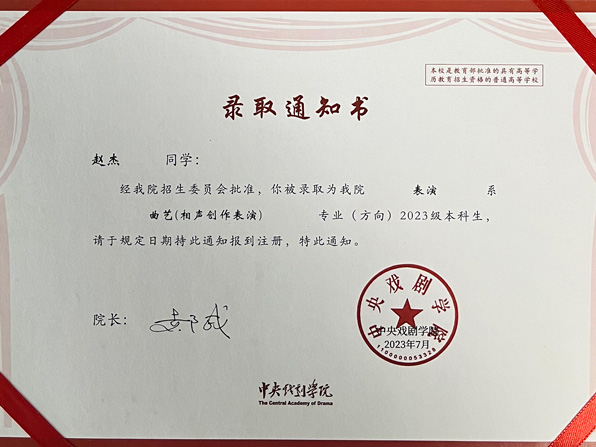 本校是教育部批准的具有高等学
历教育招生资格的普通高等学校
录取通知书
赵杰 同学：
经我院招生委员会批准，你被录取为我院 表演 系
曲艺(相声创作表演) 专业（方向）2023级本科生，
请于规定日期持此通知报到注册，特此通知。
院长：
中央戏剧学院
中央戏剧学院
2023年7月
1100000053328
中央戏剧学院
The Central Academy of Drama